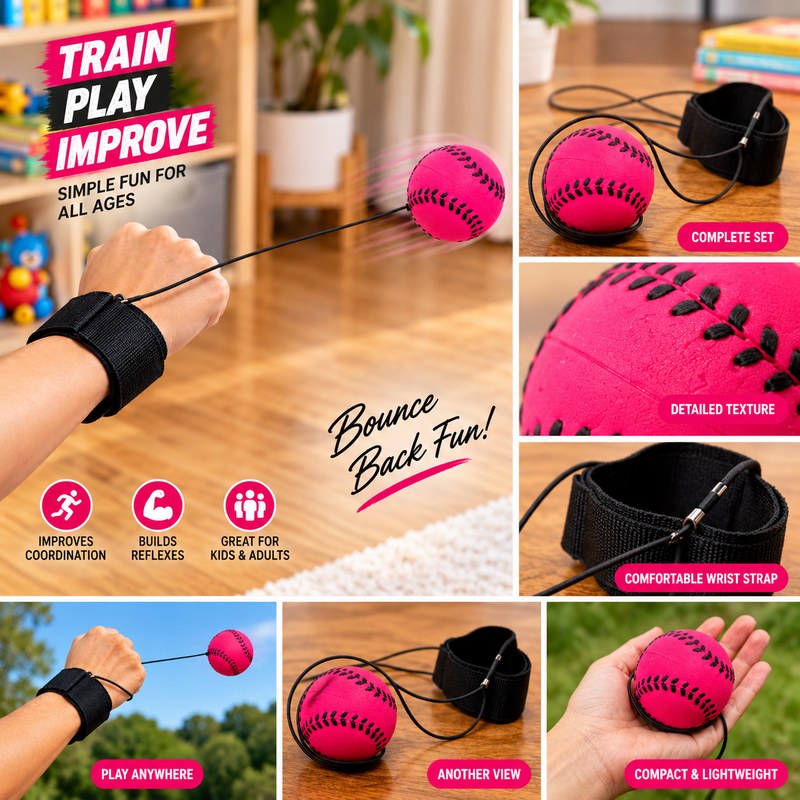 TRAIN
PLAY
IMPROVE
SIMPLE FUN FOR
ALL AGES
Bounce
Back Fun!
IMPROVES
COORDINATION
BUILDS
REFLEXES
GREAT FOR
KIDS & ADULTS
COMPLETE SET
DETAILED TEXTURE
COMFORTABLE WRIST STRAP
PLAY ANYWHERE
ANOTHER VIEW
COMPACT & LIGHTWEIGHT